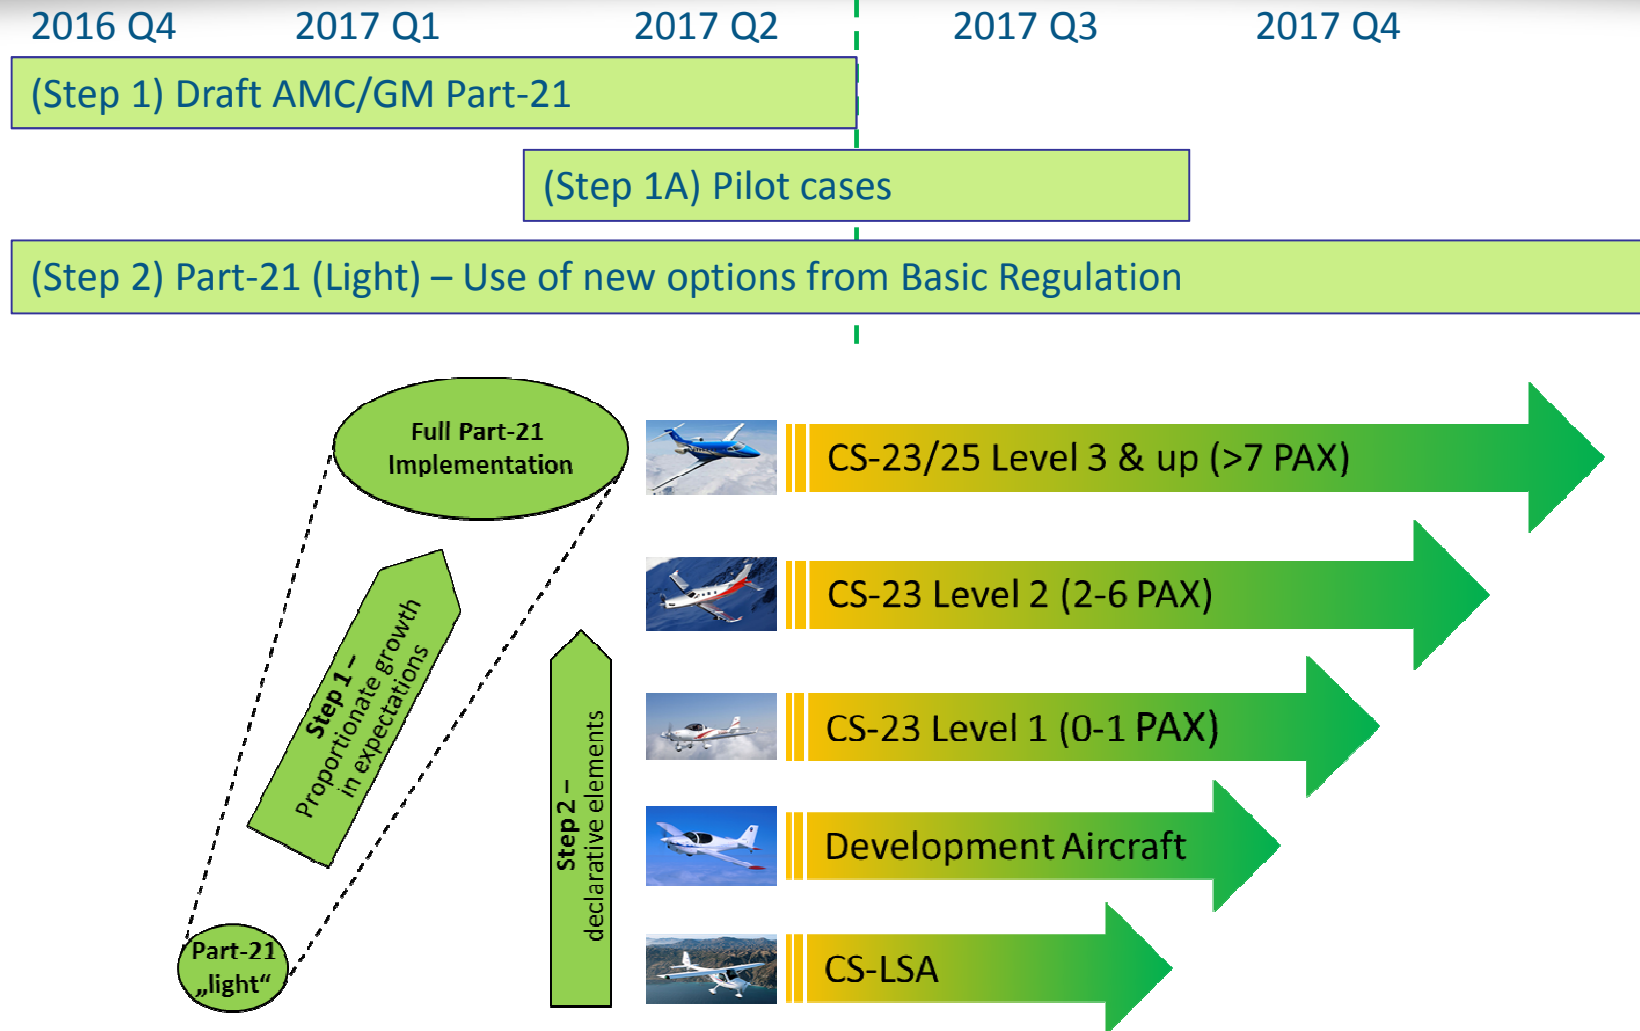 2016 Q4 2017 Q1 2017 Q2 2017 Q3 2017 Q4
(Step 1) Draft AMC/GM Part-21
(Step 1A) Pilot cases
(Step 2) Part-21 (Light) – Use of new options from Basic Regulation
Full Part-21
Implementation
Step 1 –
Proportionate growth
in expectations
Part-21
„light“
Step 2 –
declarative elements
CS-23/25 Level 3 & up (>7 PAX)
CS-23 Level 2 (2-6 PAX)
CS-23 Level 1 (0-1 PAX)
Development Aircraft
CS-LSA